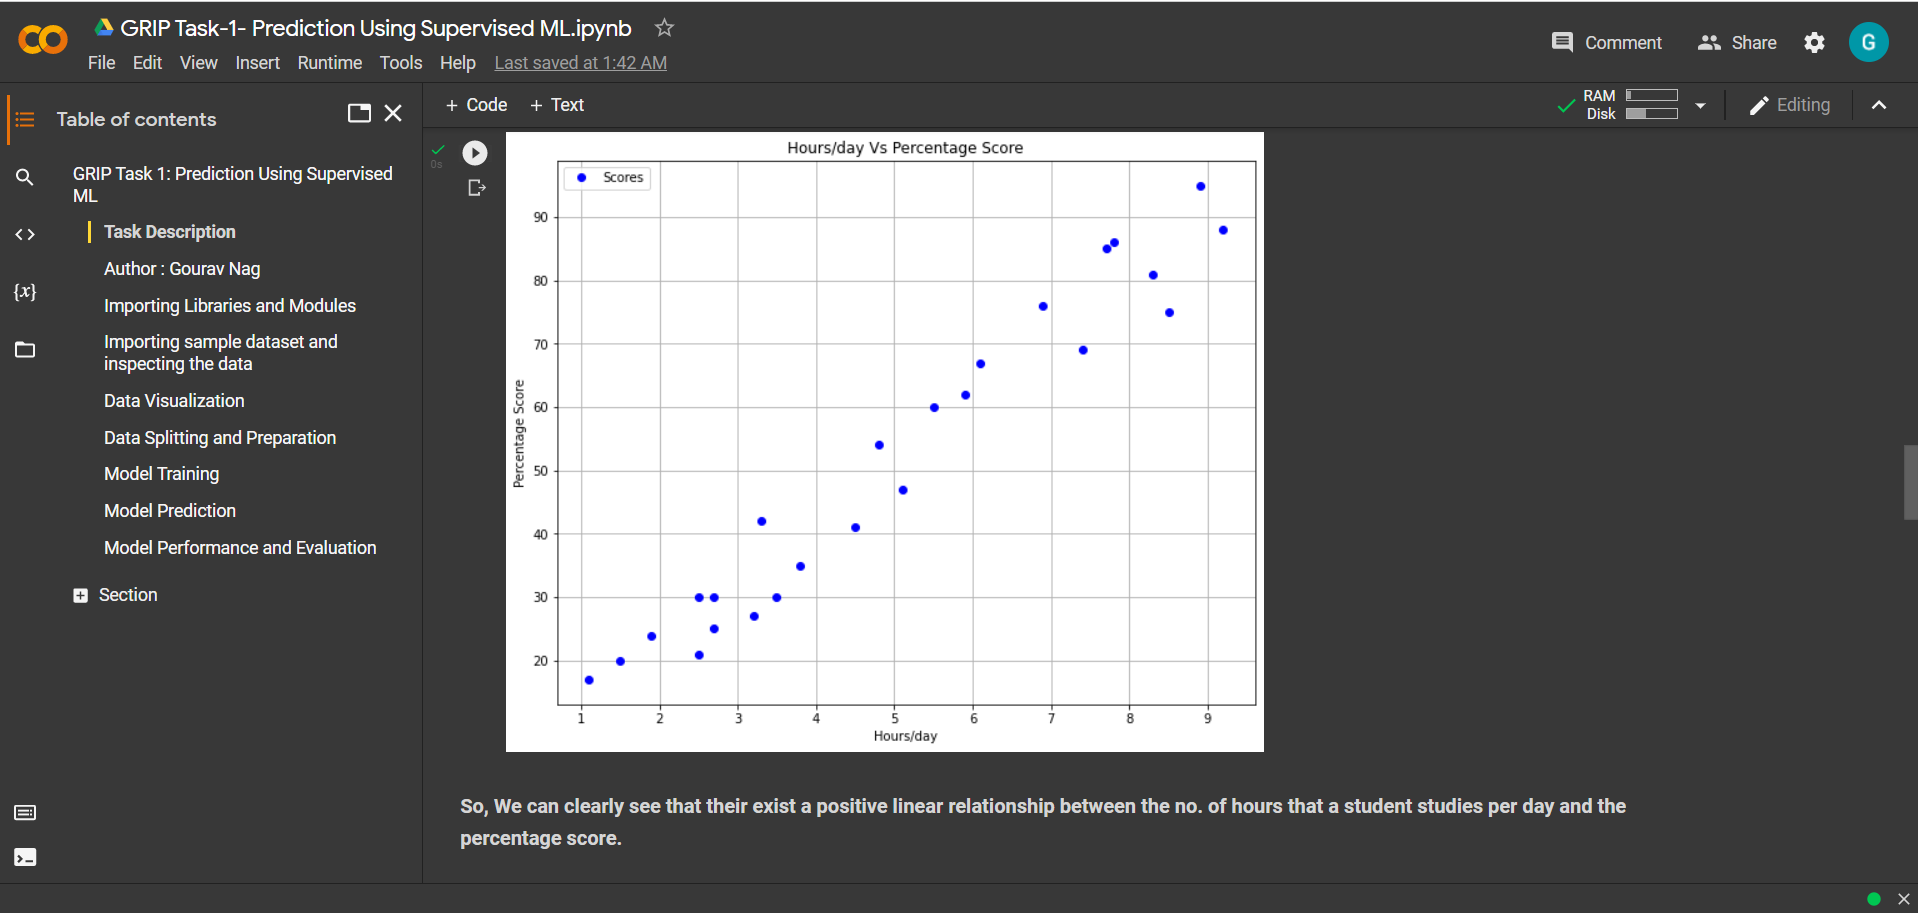 GRIP Task-1- Prediction Using Supervised ML.ipynb
File Edit View Insert Runtime Tools Help Last saved at 1:42 AM
Comment Share G
Table of contents
+ Code + Text
RAM
Disk
Editing
GRIP Task 1: Prediction Using Supervised
ML
Task Description
Author : Gourav Nag
Importing Libraries and Modules
Importing sample dataset and
inspecting the data
Data Visualization
Data Splitting and Preparation
Model Training
Model Prediction
Model Performance and Evaluation
Section
{x}
0s
Hours/day Vs Percentage Score
Scores
Percentage Score
90
80
70
60
50
40
30
20
1 2 3 4 5 6 7 8 9
Hours/day
So, We can clearly see that their exist a positive linear relationship between the no. of hours that a student studies per day and the
percentage score.